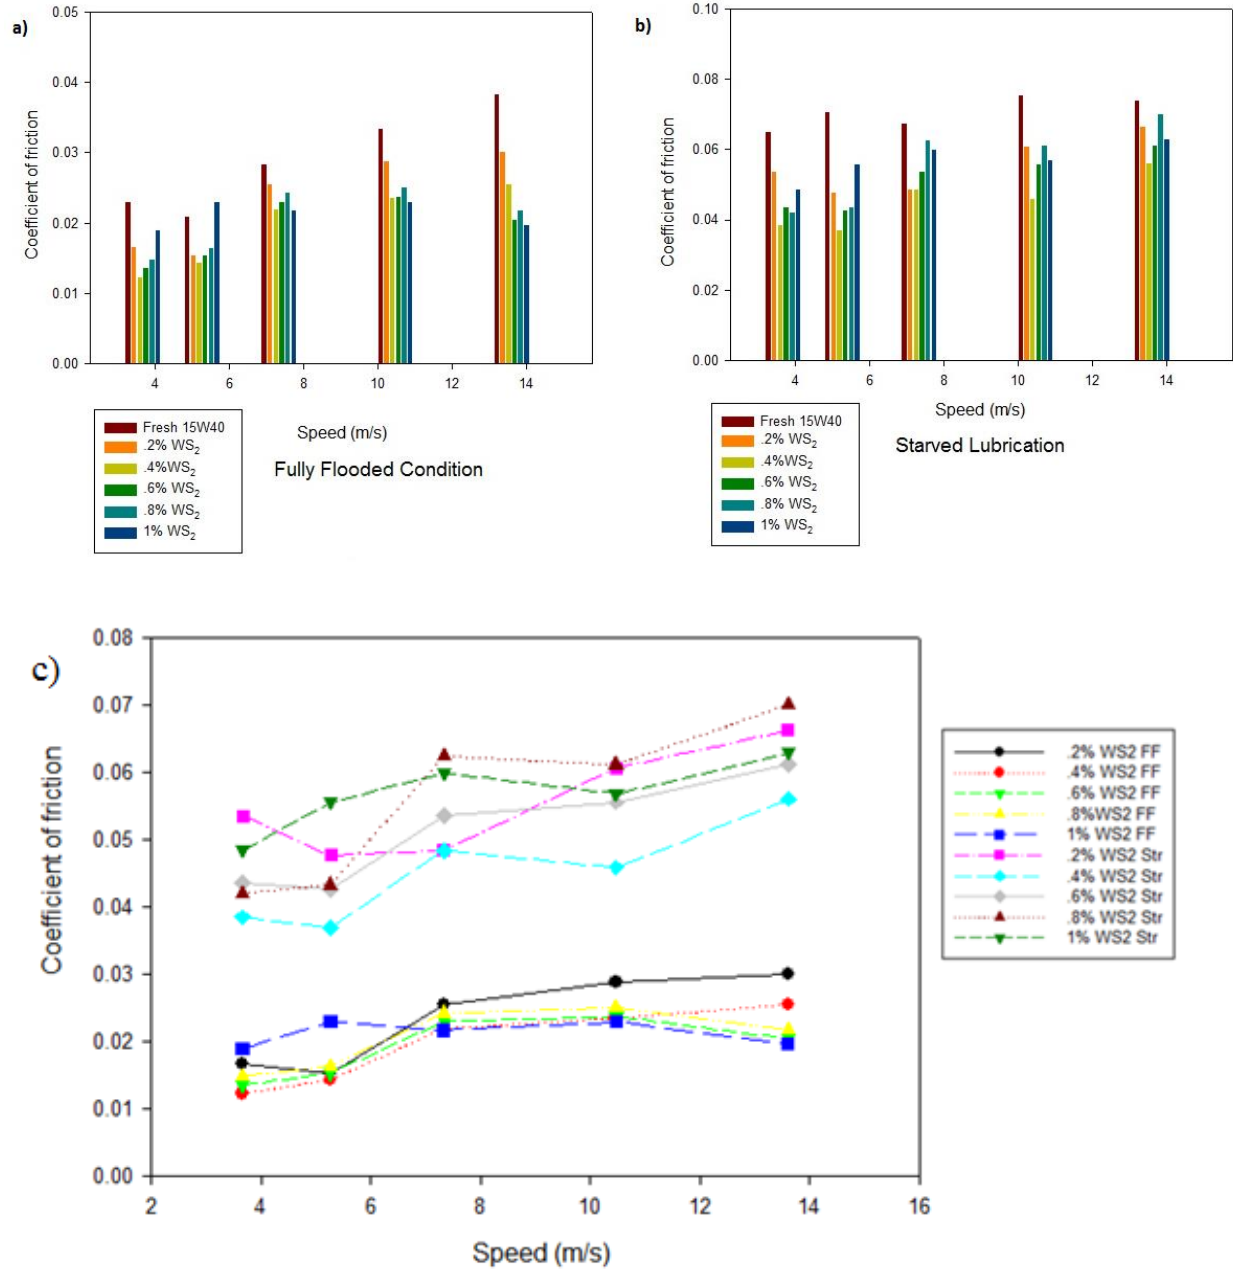 a)
0.05
0.04
0.03
0.02
0.01
0.00
Coefficient of friction
4 6 8 10 12 14
Speed (m/s)
Fully Flooded Condition
Fresh 15W40
.2% WS2
.4%WS2
.6% WS2
.8% WS2
1% WS2
b)
0.10
0.08
0.06
0.04
0.02
0.00
Coefficient of friction
4 6 8 10 12 14
Speed (m/s)
Starved Lubrication
Fresh 15W40
.2% WS2
.4%WS2
.6% WS2
.8% WS2
1% WS2
c)
0.08
0.07
0.06
0.05
0.04
0.03
0.02
0.01
0.00
Coefficient of friction
2 4 6 8 10 12 14 16
Speed (m/s)
.2% WS2 FF
.4% WS2 FF
.6% WS2 FF
.8%WS2 FF
1% WS2 FF
.2% WS2 Str
.4% WS2 Str
.6% WS2 Str
.8% WS2 Str
1% WS2 Str